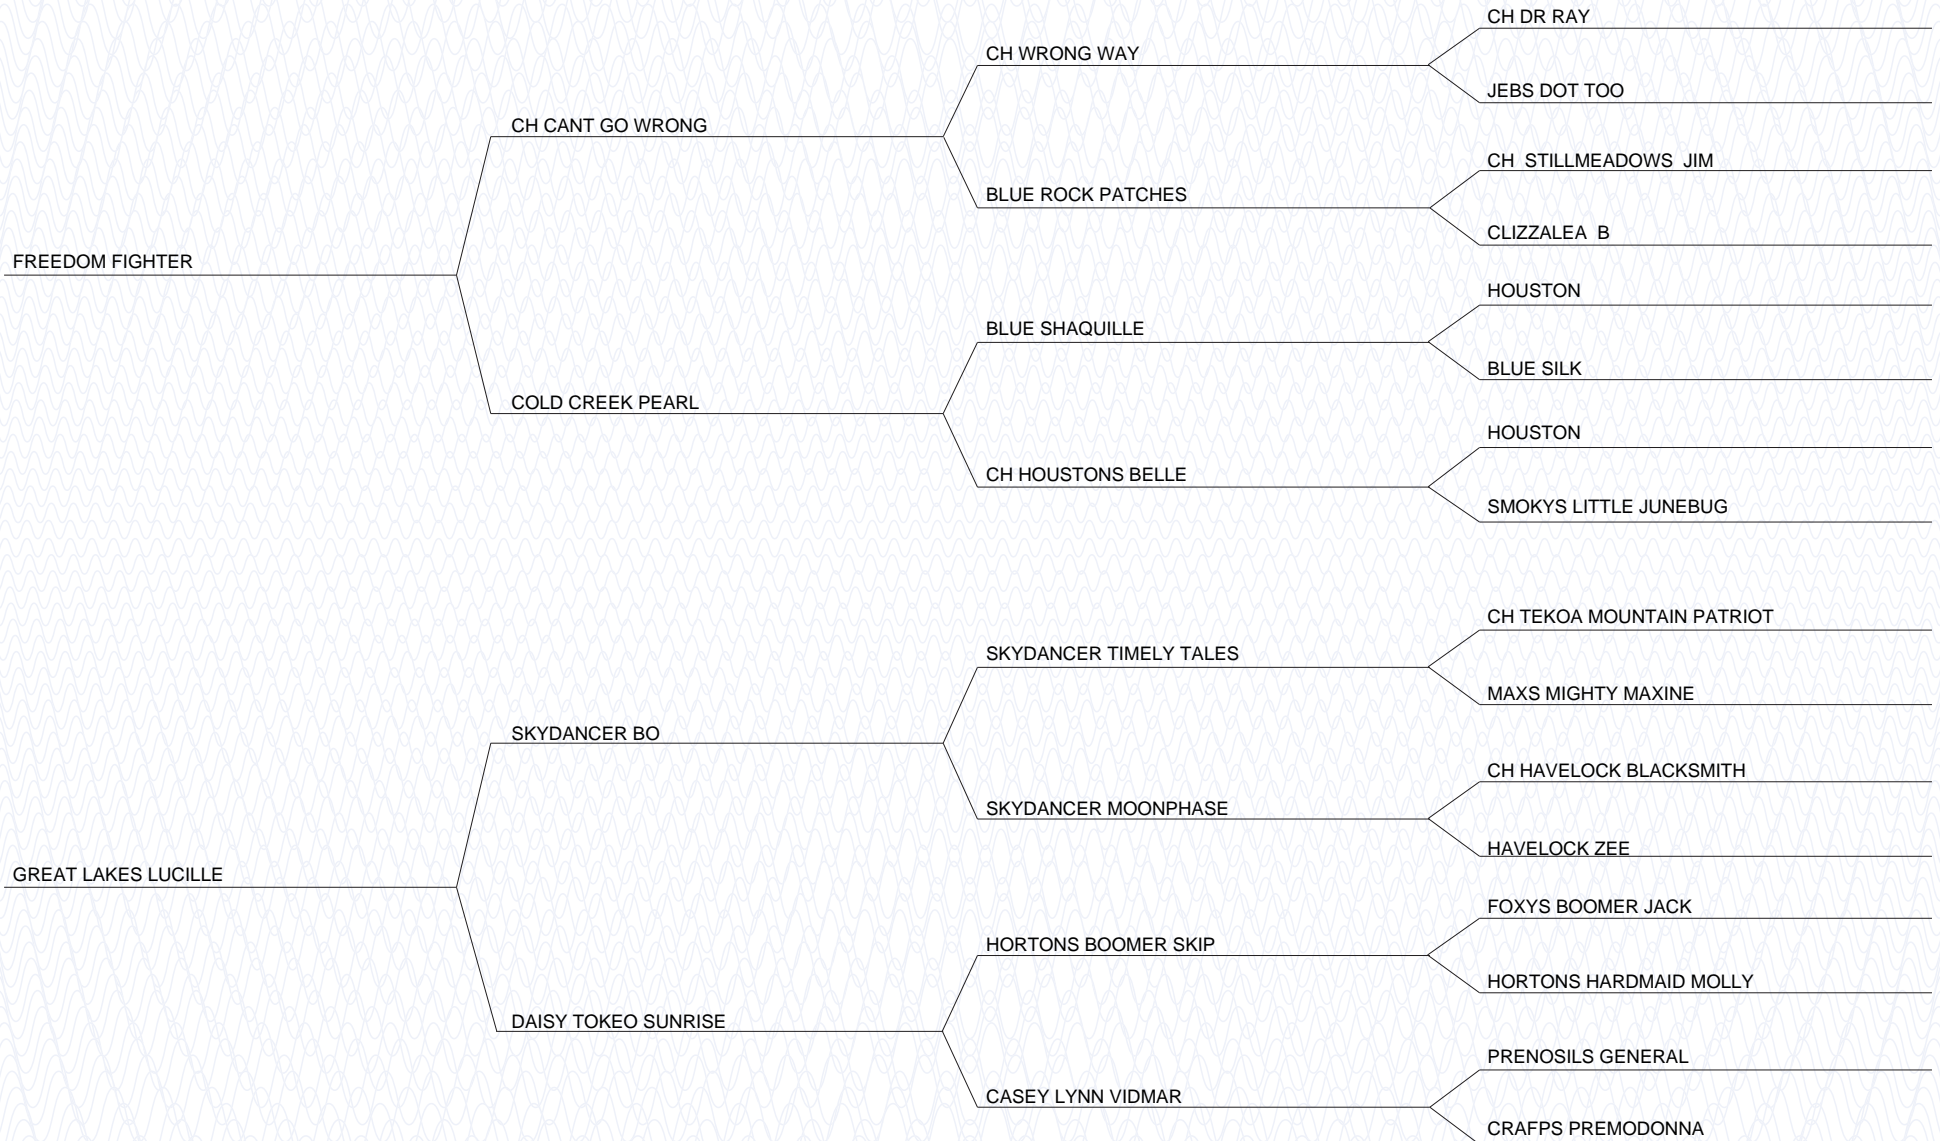 CH DR RAY
CH WRONG WAY
JEBS DOT TOO
CH CANT GO WRONG
CH  STILLMEADOWS  JIM
BLUE ROCK PATCHES
CLIZZALEA  B
FREEDOM FIGHTER
HOUSTON
BLUE SHAQUILLE
BLUE SILK
COLD CREEK PEARL
HOUSTON
CH HOUSTONS BELLE
SMOKYS LITTLE JUNEBUG
CH TEKOA MOUNTAIN PATRIOT
SKYDANCER TIMELY TALES
MAXS MIGHTY MAXINE
SKYDANCER BO
CH HAVELOCK BLACKSMITH
SKYDANCER MOONPHASE
HAVELOCK ZEE
GREAT LAKES LUCILLE
FOXYS BOOMER JACK
HORTONS BOOMER SKIP
HORTONS HARDMAID MOLLY
DAISY TOKEO SUNRISE
PRENOSILS GENERAL
CASEY LYNN VIDMAR
CRAFPS PREMODONNA